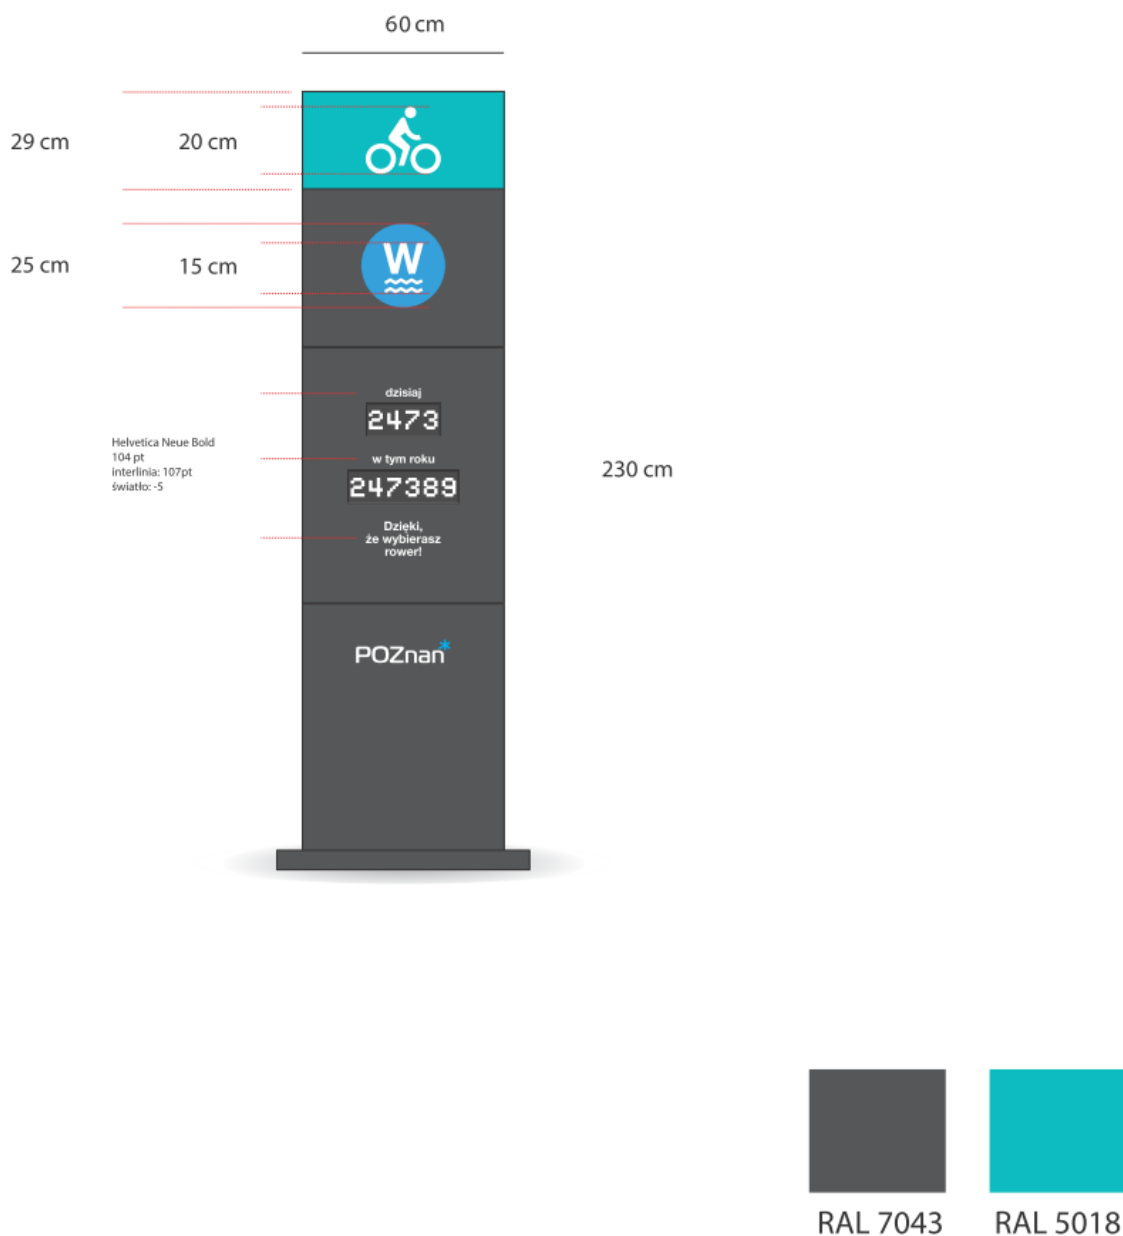 60 cm
29 cm
20 cm
25 cm
15 cm
W
dzisiaj
2473
Helvetica Neue Bold
104 pt
interlinia: 107pt
światło: -5
w tym roku
247389
230 cm
Dzięki,
że wybierasz
rower!
POZnan*
RAL 7043
RAL 5018